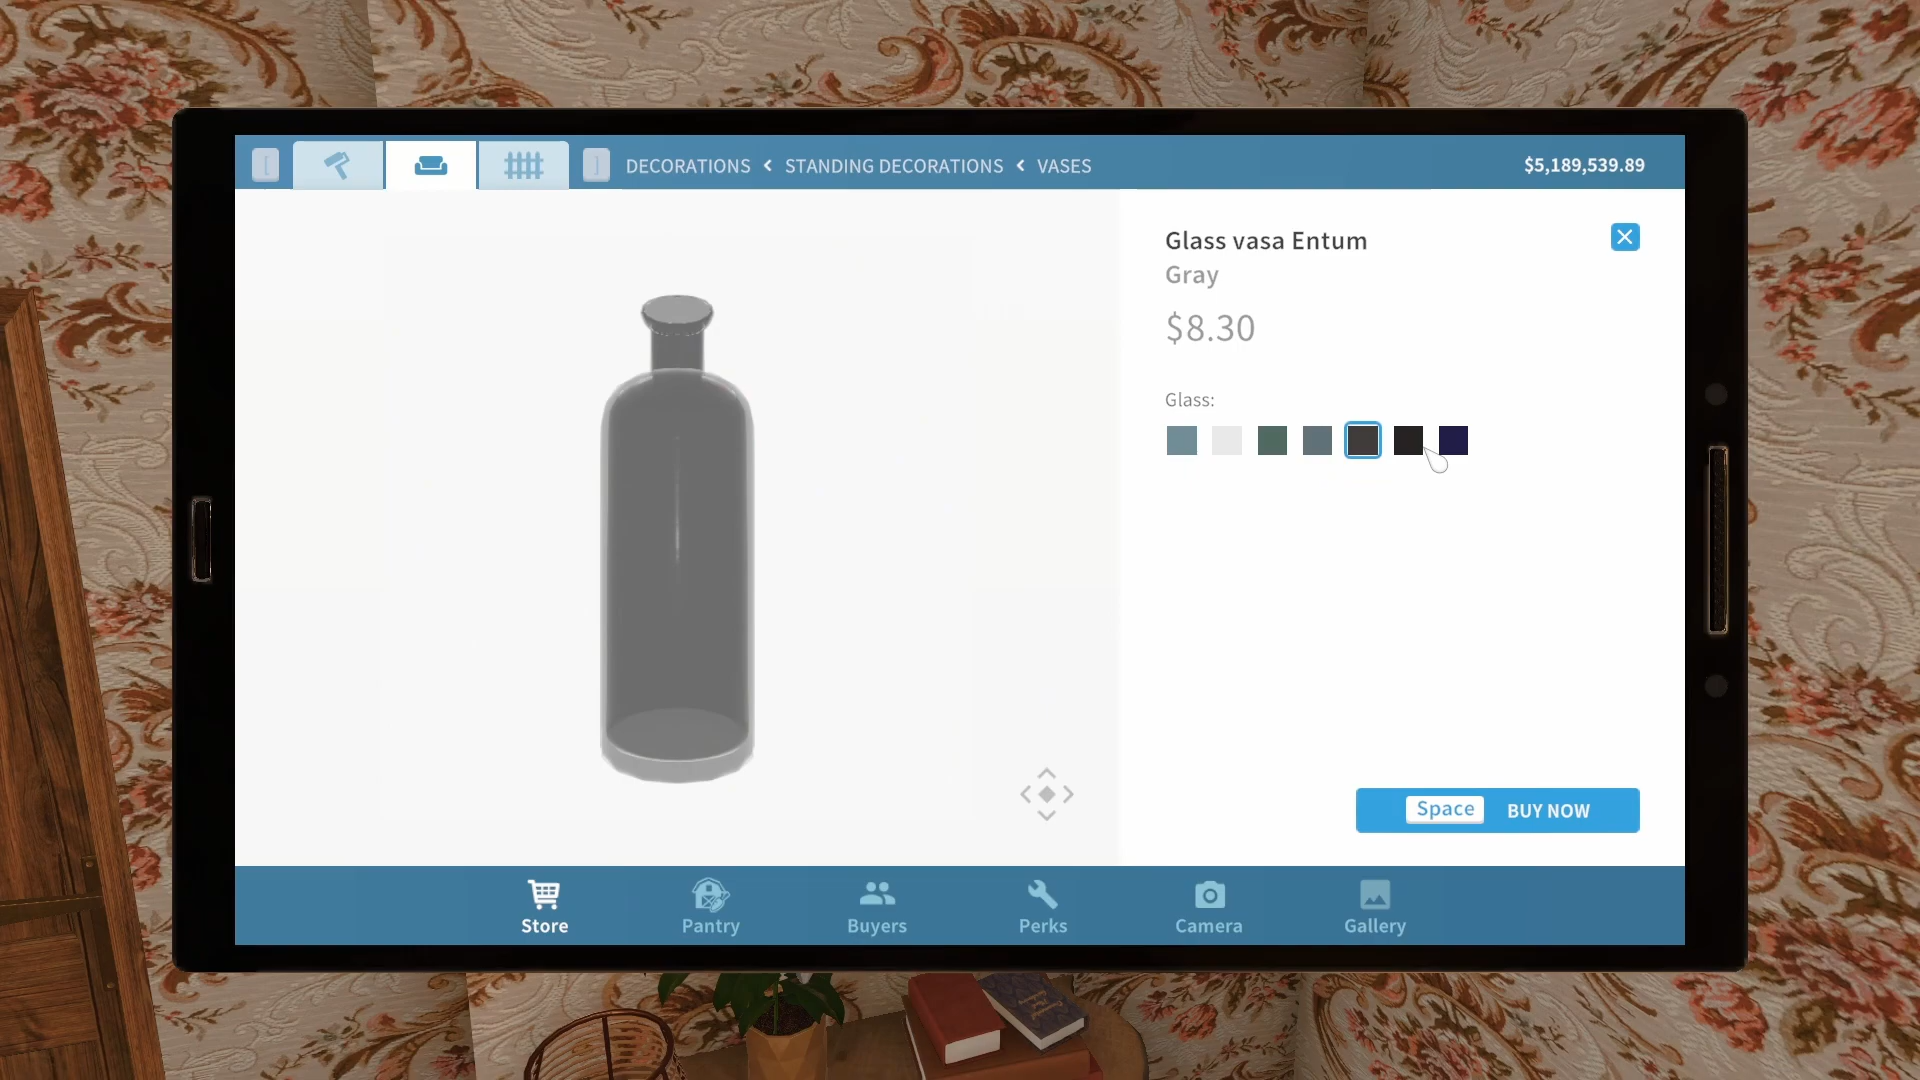 [
]
DECORATIONS < STANDING DECORATIONS < VASES
$5,189,539.89
Glass vasa Entum
Gray
$8.30
Glass:
Space BUY NOW
Store
Pantry
Buyers
Perks
Camera
Gallery